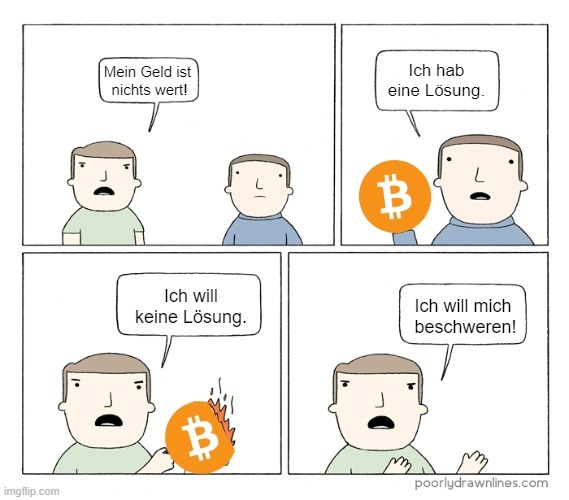 Mein Geld ist
nichts wert!
Ich hab
eine Lösung.
Ich will
keine Lösung.
Ich will mich
beschweren!
poorlydrawnlines.com
imgflip.com